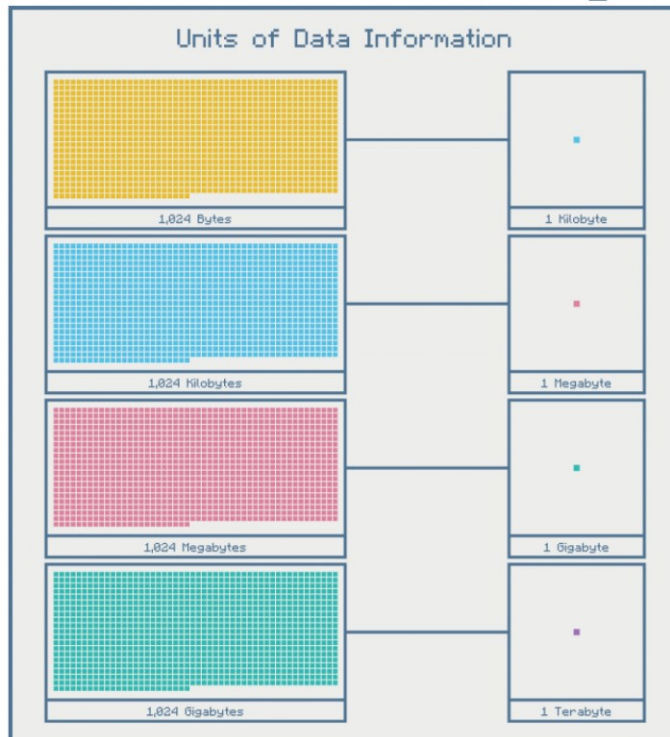 Units of Data Information
1,024 Bytes
1 Kilobyte
1,024 Kilobytes
1 Megabyte
1,024 Megabytes
1 Gigabyte
1,024 Gigabytes
1 Terabyte